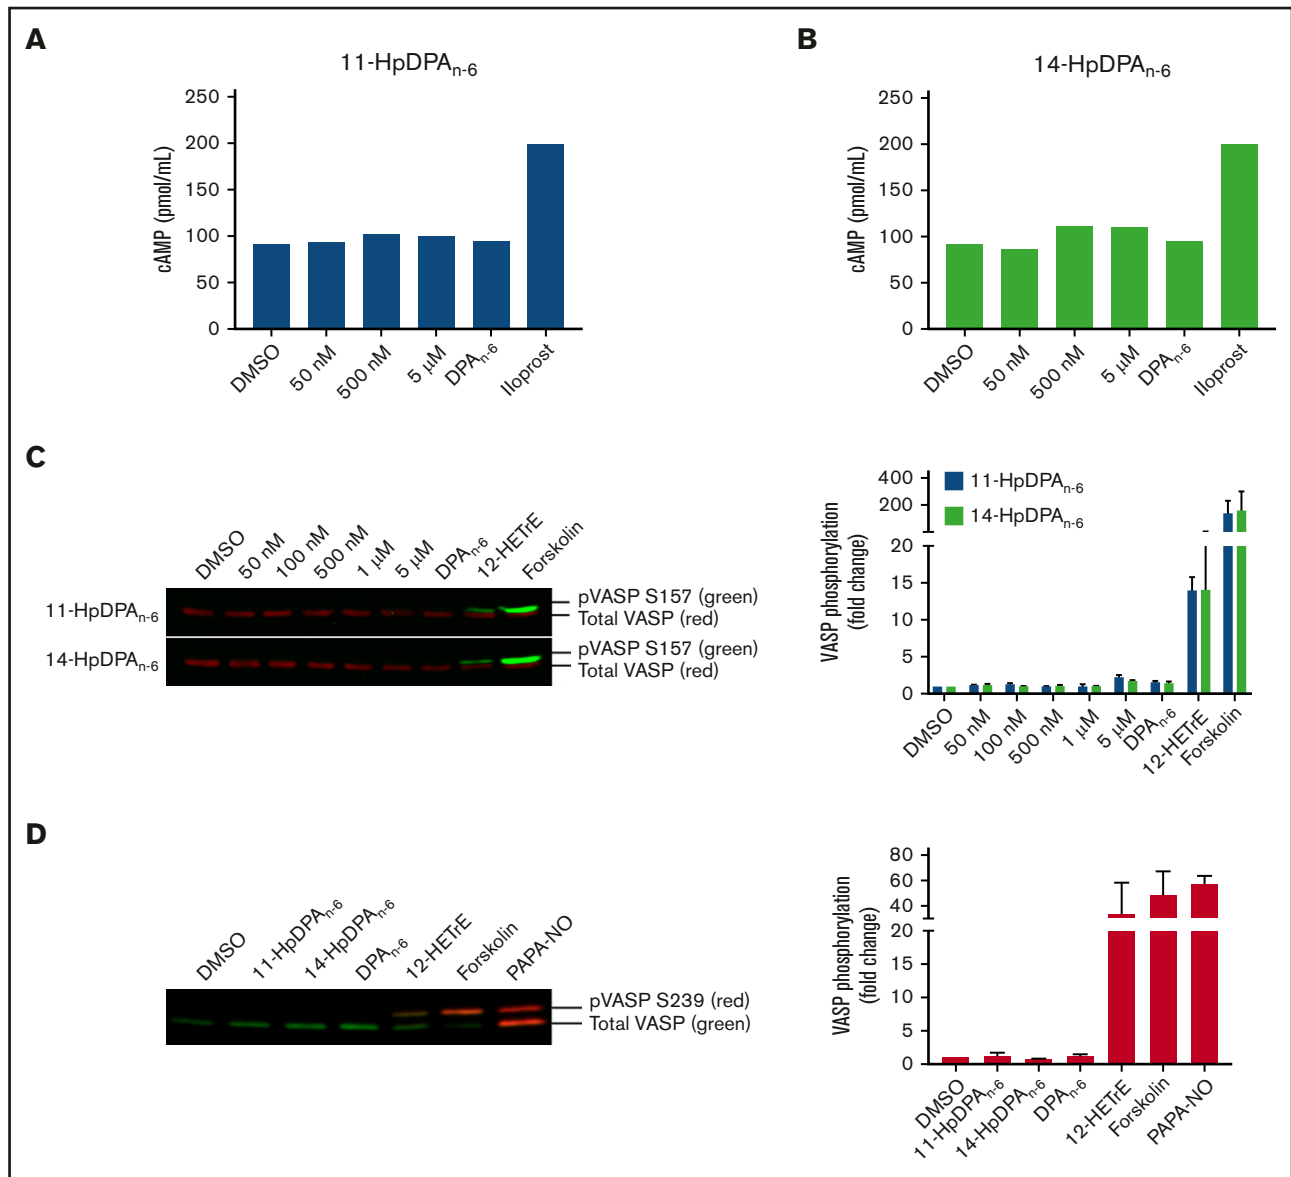 A
11-HpDPAn-6
cAMP (pmol/mL)
250
200
150
100
50
0
DMSO
50 nM
500 nM
5 μM
DPAn-6
Iloprost
B
14-HpDPAn-6
cAMP (pmol/mL)
250
200
150
100
50
0
DMSO
50 nM
500 nM
5 μM
DPAn-6
Iloprost
C
DMSO
50 nM
100 nM
500 nM
1 μM
5 μM
DPAn-6
12-HETrE
Forskolin
11-HpDPAn-6
pVASP S157 (green)
Total VASP (red)
14-HpDPAn-6
pVASP S157 (green)
Total VASP (red)
VASP phosphorylation
(fold change)
400
200
20
15
10
5
0
11-HpDPAn-6
14-HpDPAn-6
DMSO
50 nM
100 nM
500 nM
1 μM
5 μM
DPAn-6
12-HETrE
Forskolin
D
DMSO
11-HpDPAn-6
14-HpDPAn-6
DPAn-6
12-HETrE
Forskolin
PAPA-NO
pVASP S239 (red)
Total VASP (green)
VASP phosphorylation
(fold change)
80
60
40
20
15
10
5
0
DMSO
11-HpDPAn-6
14-HpDPAn-6
DPAn-6
12-HETrE
Forskolin
PAPA-NO